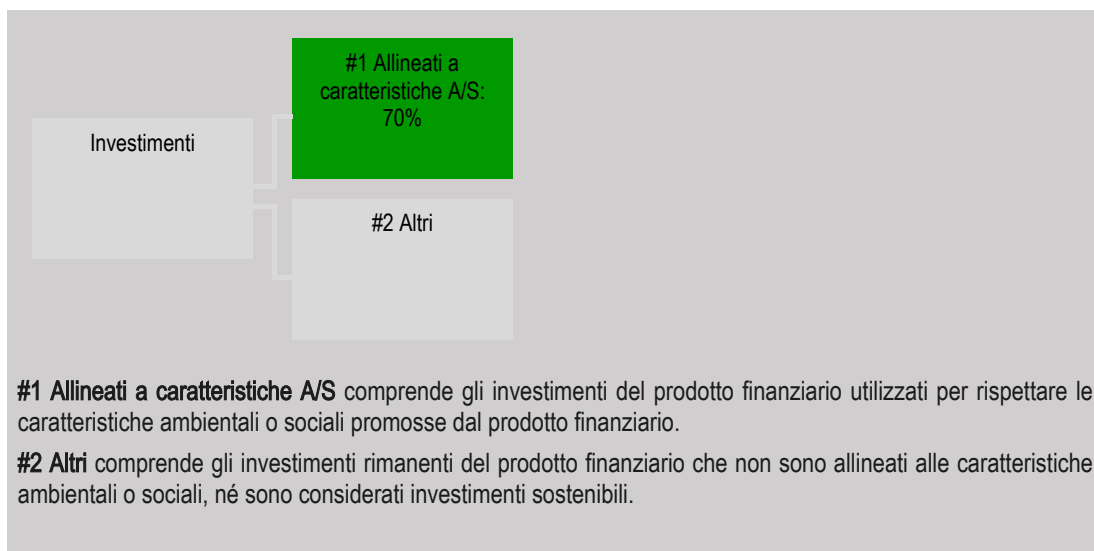 #1 Allineati a
caratteristiche A/S:
70%
Investimenti
#2 Altri
#1 Allineati a caratteristiche A/S comprende gli investimenti del prodotto finanziario utilizzati per rispettare le
caratteristiche ambientali o sociali promosse dal prodotto finanziario.
#2 Altri comprende gli investimenti rimanenti del prodotto finanziario che non sono allineati alle caratteristiche
ambientali o sociali, né sono considerati investimenti sostenibili.